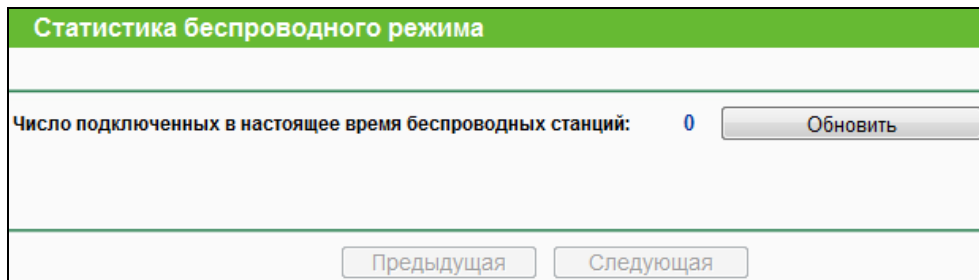 Статистика беспроводного режима
Число подключенных в настоящее время беспроводных станций: 0 Обновить
Предыдущая Следующая